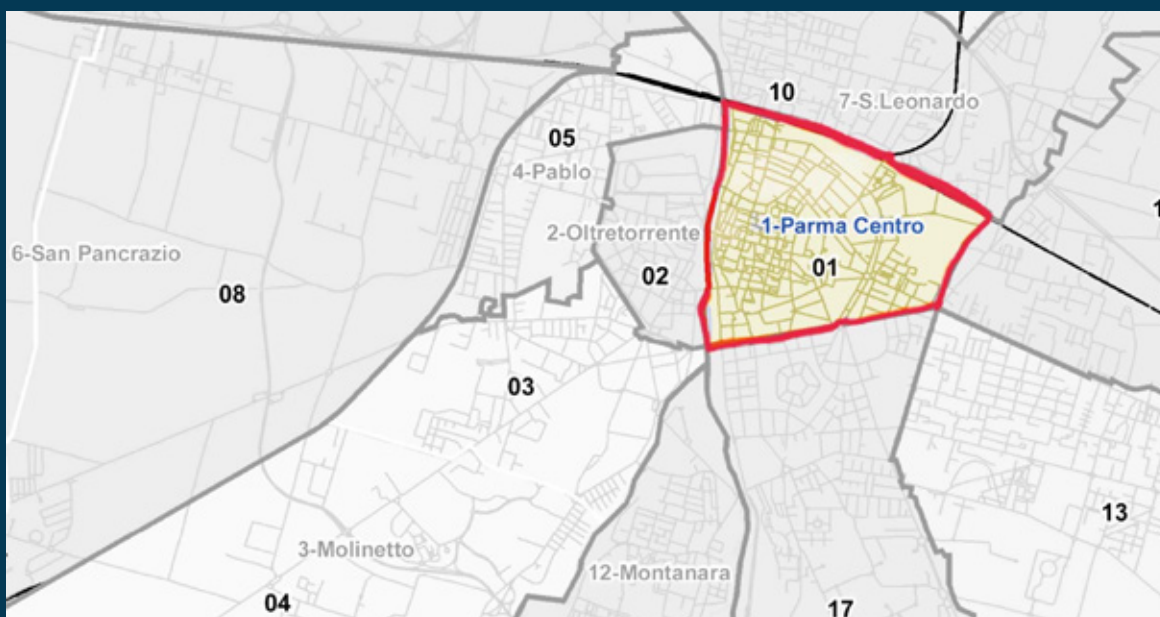 10
7-S.Leonardo
05
4-Pablo
1-Parma Centro
2-Oltretorrente
6-San Pancrazio
01
02
08
03
13
3-Molinetto
12-Montanara
04
17